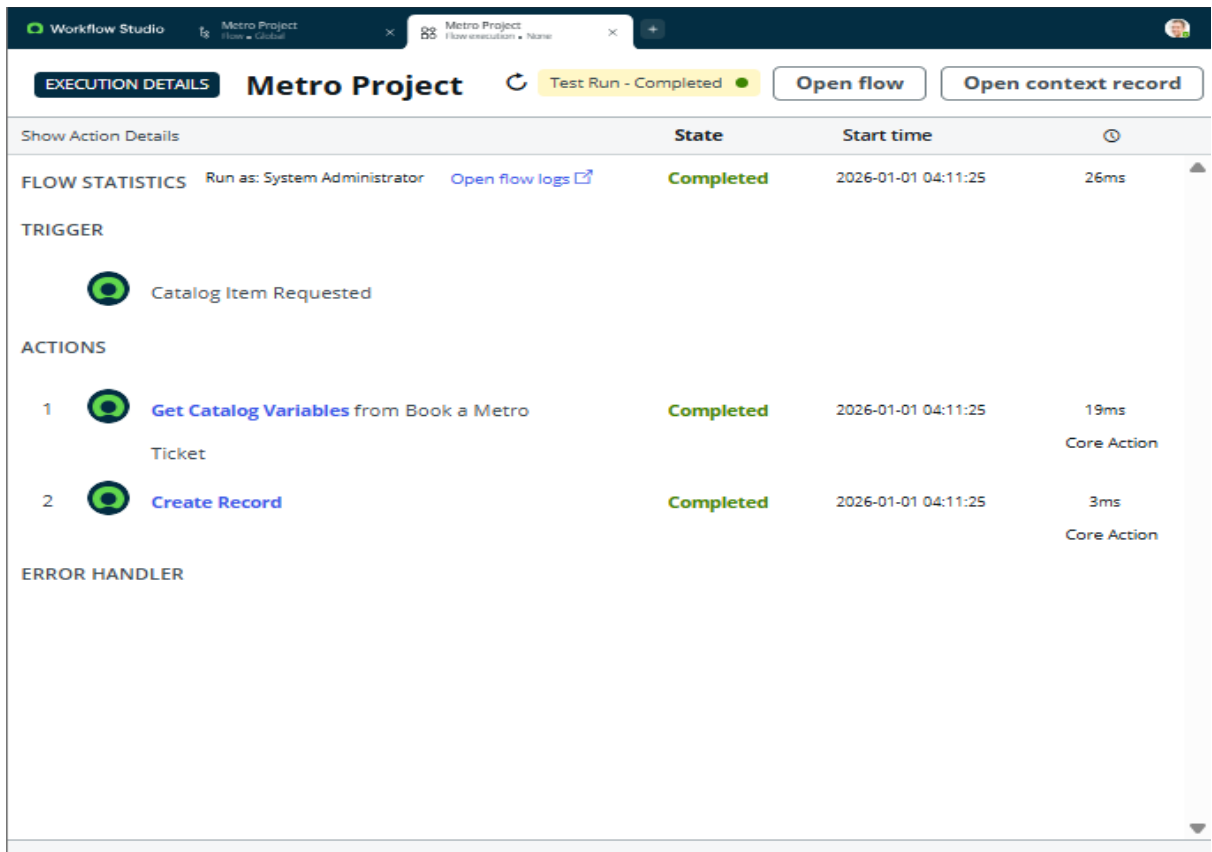 Workflow Studio
Metro Project
Flow • Global
Metro Project
Flow execution • None
EXECUTION DETAILS
Metro Project
Test Run - Completed
Open flow
Open context record
Show Action Details
State
Start time
FLOW STATISTICS
Run as: System Administrator
Open flow logs
Completed
2026-01-01 04:11:25
26ms
TRIGGER
Catalog Item Requested
ACTIONS
1
Get Catalog Variables from Book a Metro
Ticket
Completed
2026-01-01 04:11:25
19ms
Core Action
2
Create Record
Completed
2026-01-01 04:11:25
3ms
Core Action
ERROR HANDLER